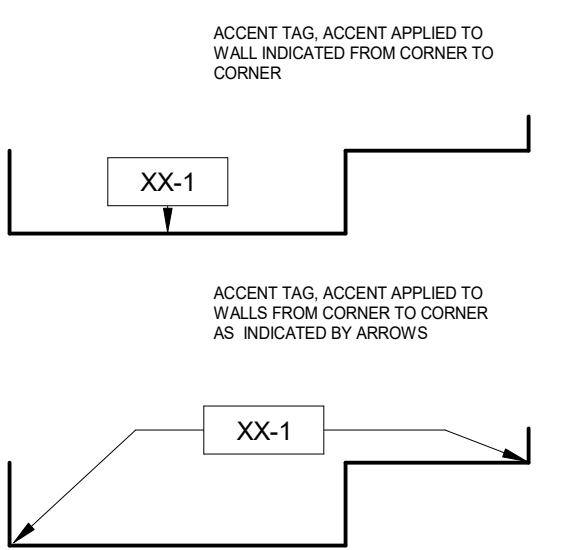 ACCENT TAG, ACCENT APPLIED TO
WALL INDICATED FROM CORNER TO
CORNER
XX-1
ACCENT TAG, ACCENT APPLIED TO
WALLS FROM CORNER TO CORNER
AS INDICATED BY ARROWS
XX-1